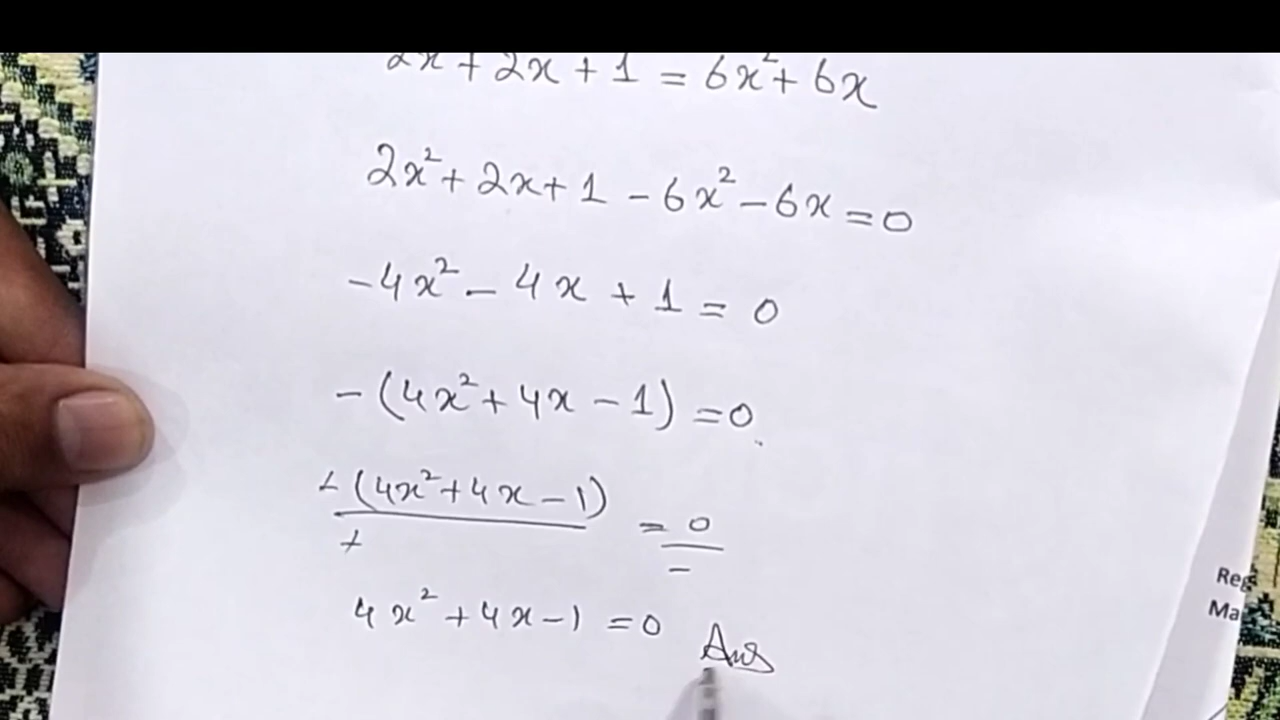 2x + 2x + 1 = 6x² + 6x
2x² + 2x + 1 - 6x² - 6x = 0
-4x² - 4x + 1 = 0
- (4x² + 4x - 1) = 0
- (4x² + 4x - 1) = 0
- -
4x² + 4x - 1 = 0 Ans
Reg
Ma